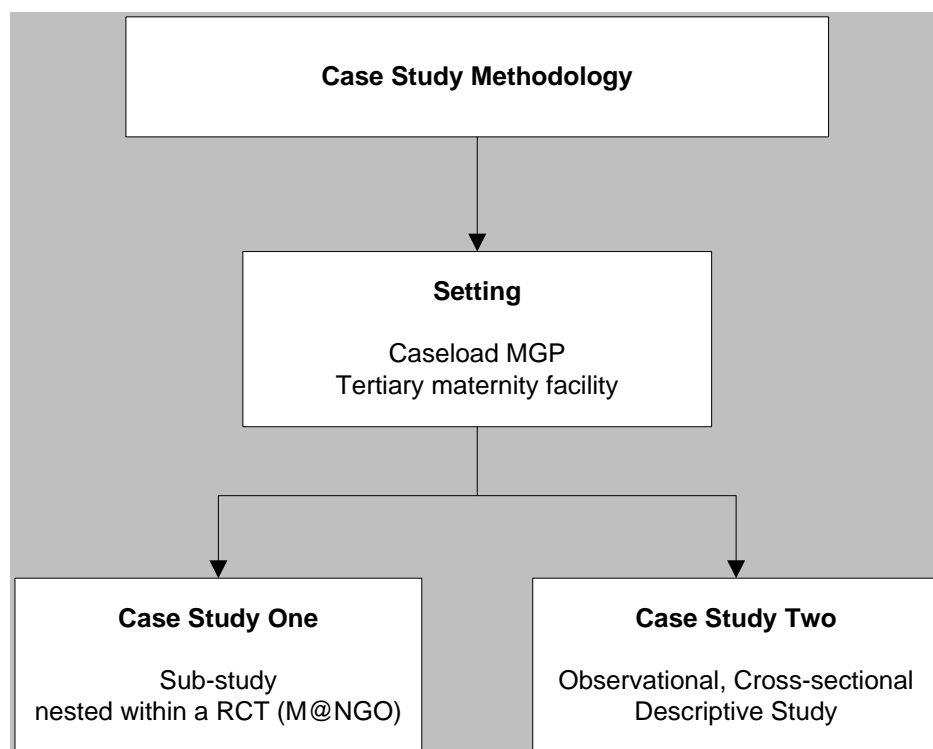 Case Study Methodology
Setting
Caseload MGP
Tertiary maternity facility
Case Study One
Sub-study
nested within a RCT (M@NGO)
Case Study Two
Observational, Cross-sectional
Descriptive Study